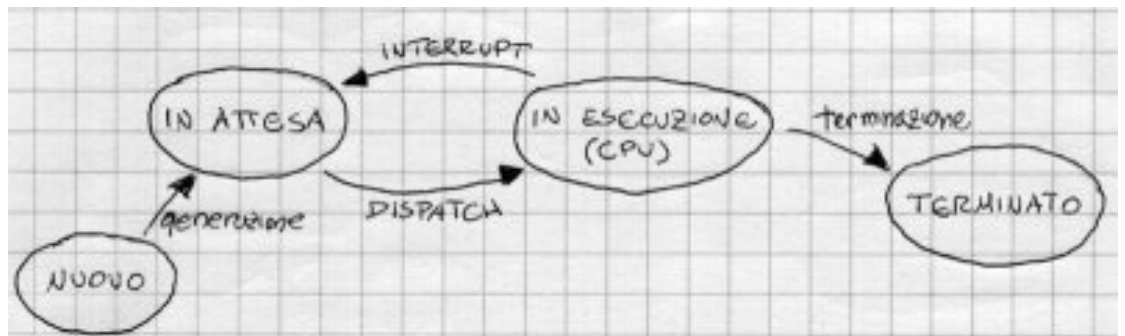 INTERRUPT
IN ATTESA
IN ESECUZIONE
(CPU)
terminazione
DISPATCH
generazione
TERMINATO
NUOVO